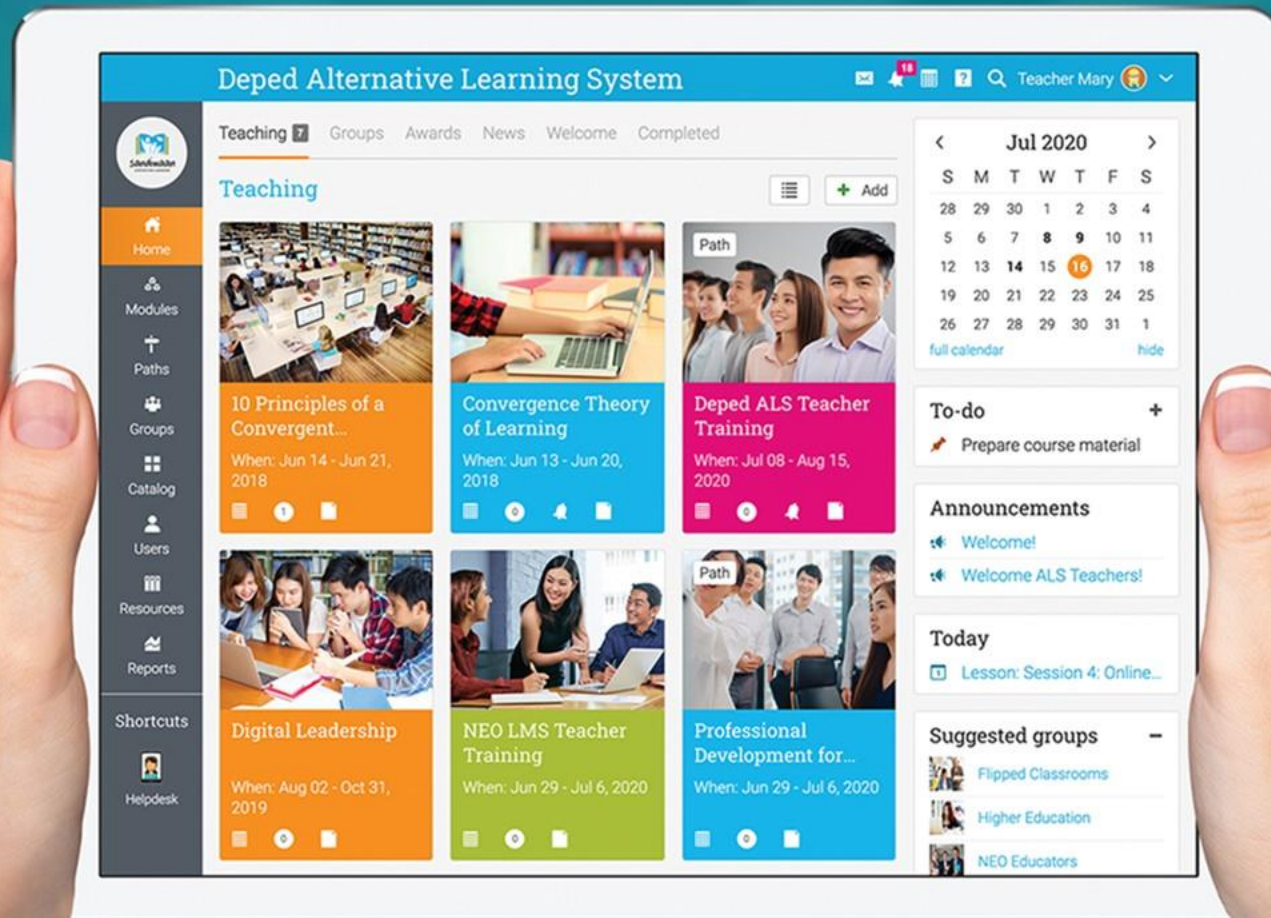 Deped Alternative Learning System
18
Teacher Mary
Teaching 7 Groups Awards News Welcome Completed
Teaching
Add
Home
Modules
Paths
Groups
Catalog
Users
Resources
Reports
Shortcuts
Helpdesk
10 Principles of a
Convergent...
When: Jun 14 - Jun 21,
2018
1
Convergence Theory
of Learning
When: Jun 13 - Jun 20,
2018
0
Path
Deped ALS Teacher
Training
When: Jul 08 - Aug 15,
2020
0
Digital Leadership
When: Aug 02 - Oct 31,
2019
0
NEO LMS Teacher
Training
When: Jun 29 - Jul 6, 2020
0
Path
Professional
Development for...
When: Jun 29 - Jul 6, 2020
0
Jul 2020
S M T W T F S
28 29 30 1 2 3 4
5 6 7 8 9 10 11
12 13 14 15 16 17 18
19 20 21 22 23 24 25
26 27 28 29 30 31 1
full calendar hide
To-do
Prepare course material
Announcements
Welcome!
Welcome ALS Teachers!
Today
Lesson: Session 4: Online...
Suggested groups
Flipped Classrooms
Higher Education
NEO Educators